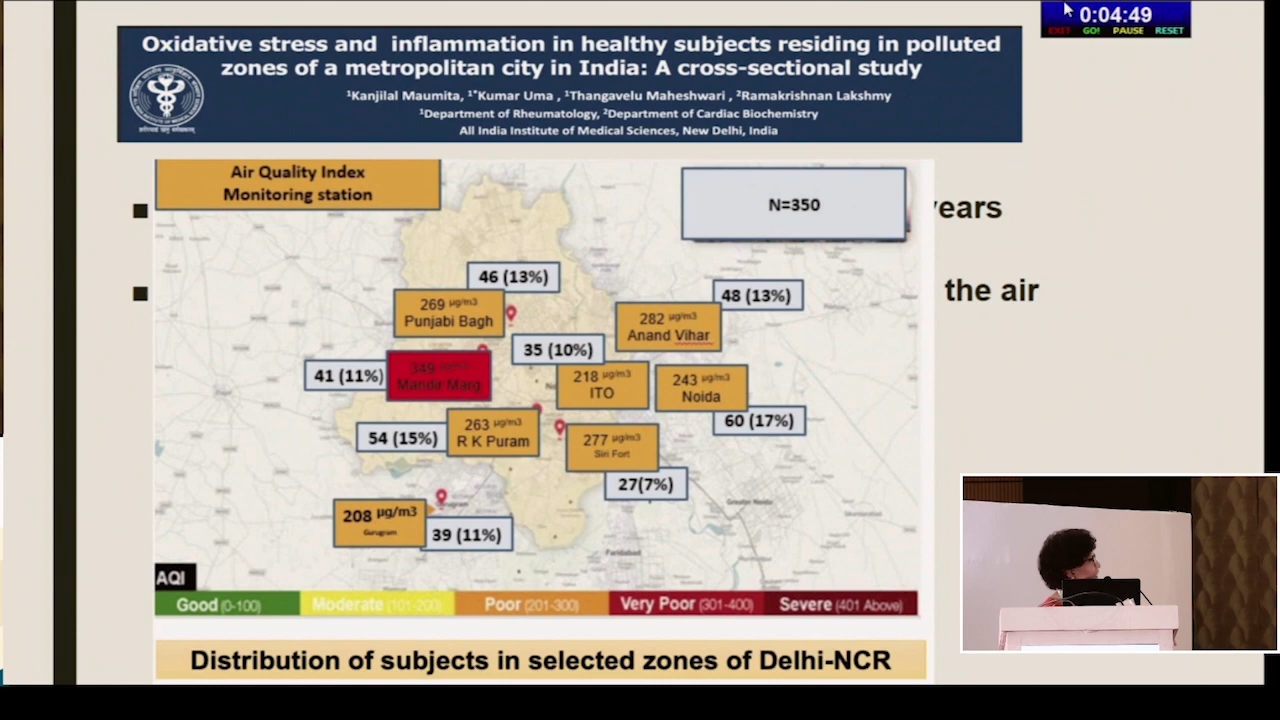 0:04:49
EXIT GO! PAUSE RESET
Oxidative stress and inflammation in healthy subjects residing in polluted
zones of a metropolitan city in India: A cross-sectional study
¹Kanjilal Maumita, ¹*Kumar Uma , ¹Thangavelu Maheshwari , ²Ramakrishnan Lakshmy
¹Department of Rheumatology, ²Department of Cardiac Biochemistry
All India Institute of Medical Sciences, New Delhi, India
Air Quality Index
Monitoring station
N=350
years
the air
46 (13%)
269 µg/m3
Punjabi Bagh
48 (13%)
282 µg/m3
Anand Vihar
35 (10%)
41 (11%)
349 µg/m3
Mandir Marg
218 µg/m3
ITO
243 µg/m3
Noida
60 (17%)
54 (15%)
263 µg/m3
R K Puram
277 µg/m3
Siri Fort
27(7%)
208 µg/m3
Gurugram
39 (11%)
Greater Noida
Faridabad
AQI
Good (0-100)
Moderate (101-200)
Poor (201-300)
Very Poor (301-400)
Severe (401 Above)
Distribution of subjects in selected zones of Delhi-NCR